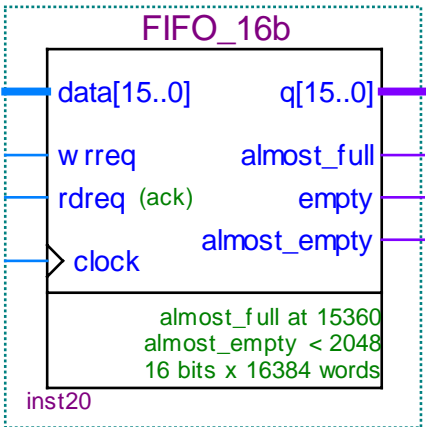 FIFO_16b
data[15..0] q[15..0]
wrreq almost_full
rdreq (ack) empty
almost_empty
clock
almost_full at 15360
almost_empty < 2048
16 bits x 16384 words
inst20